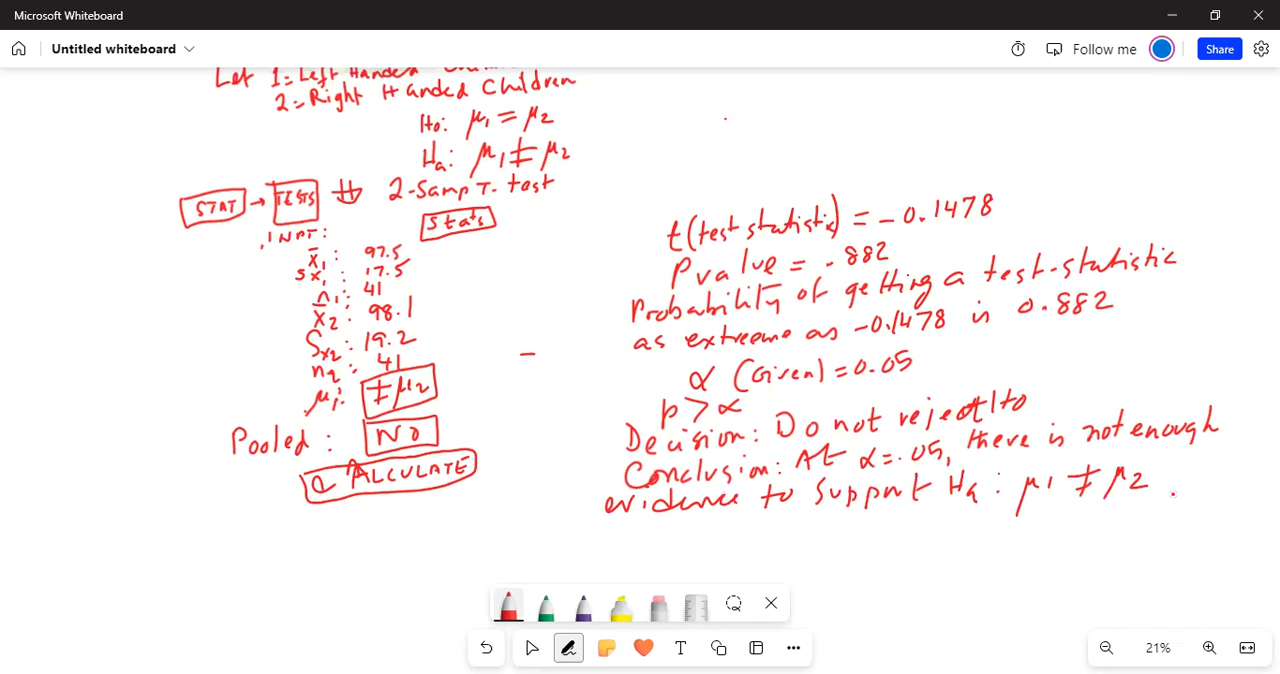 Microsoft Whiteboard
Untitled whiteboard
Follow me
Share
Let 1=Left Handed
2=Right Handed Children
Ho: μ1 = μ2
Ha: μ1 ≠ μ2
STAT → TESTS 2-Samp T-test
Stats
INPT:
x̄1: 97.5
sx1: 17.5
n1: 41
x̄2: 98.1
Sx2: 19.2
n2: 41
μ1: ≠ μ2
Pooled: No
CALCULATE
t(test statistic) = -0.1478
P value = .882
Probability of getting a test-statistic
as extreme as -0.1478 is 0.882
α (Given) = 0.05
p > α
Decision: Do not reject Ho
Conclusion: At α=.05, there is not enough
evidence to support Ha: μ1 ≠ μ2
21%